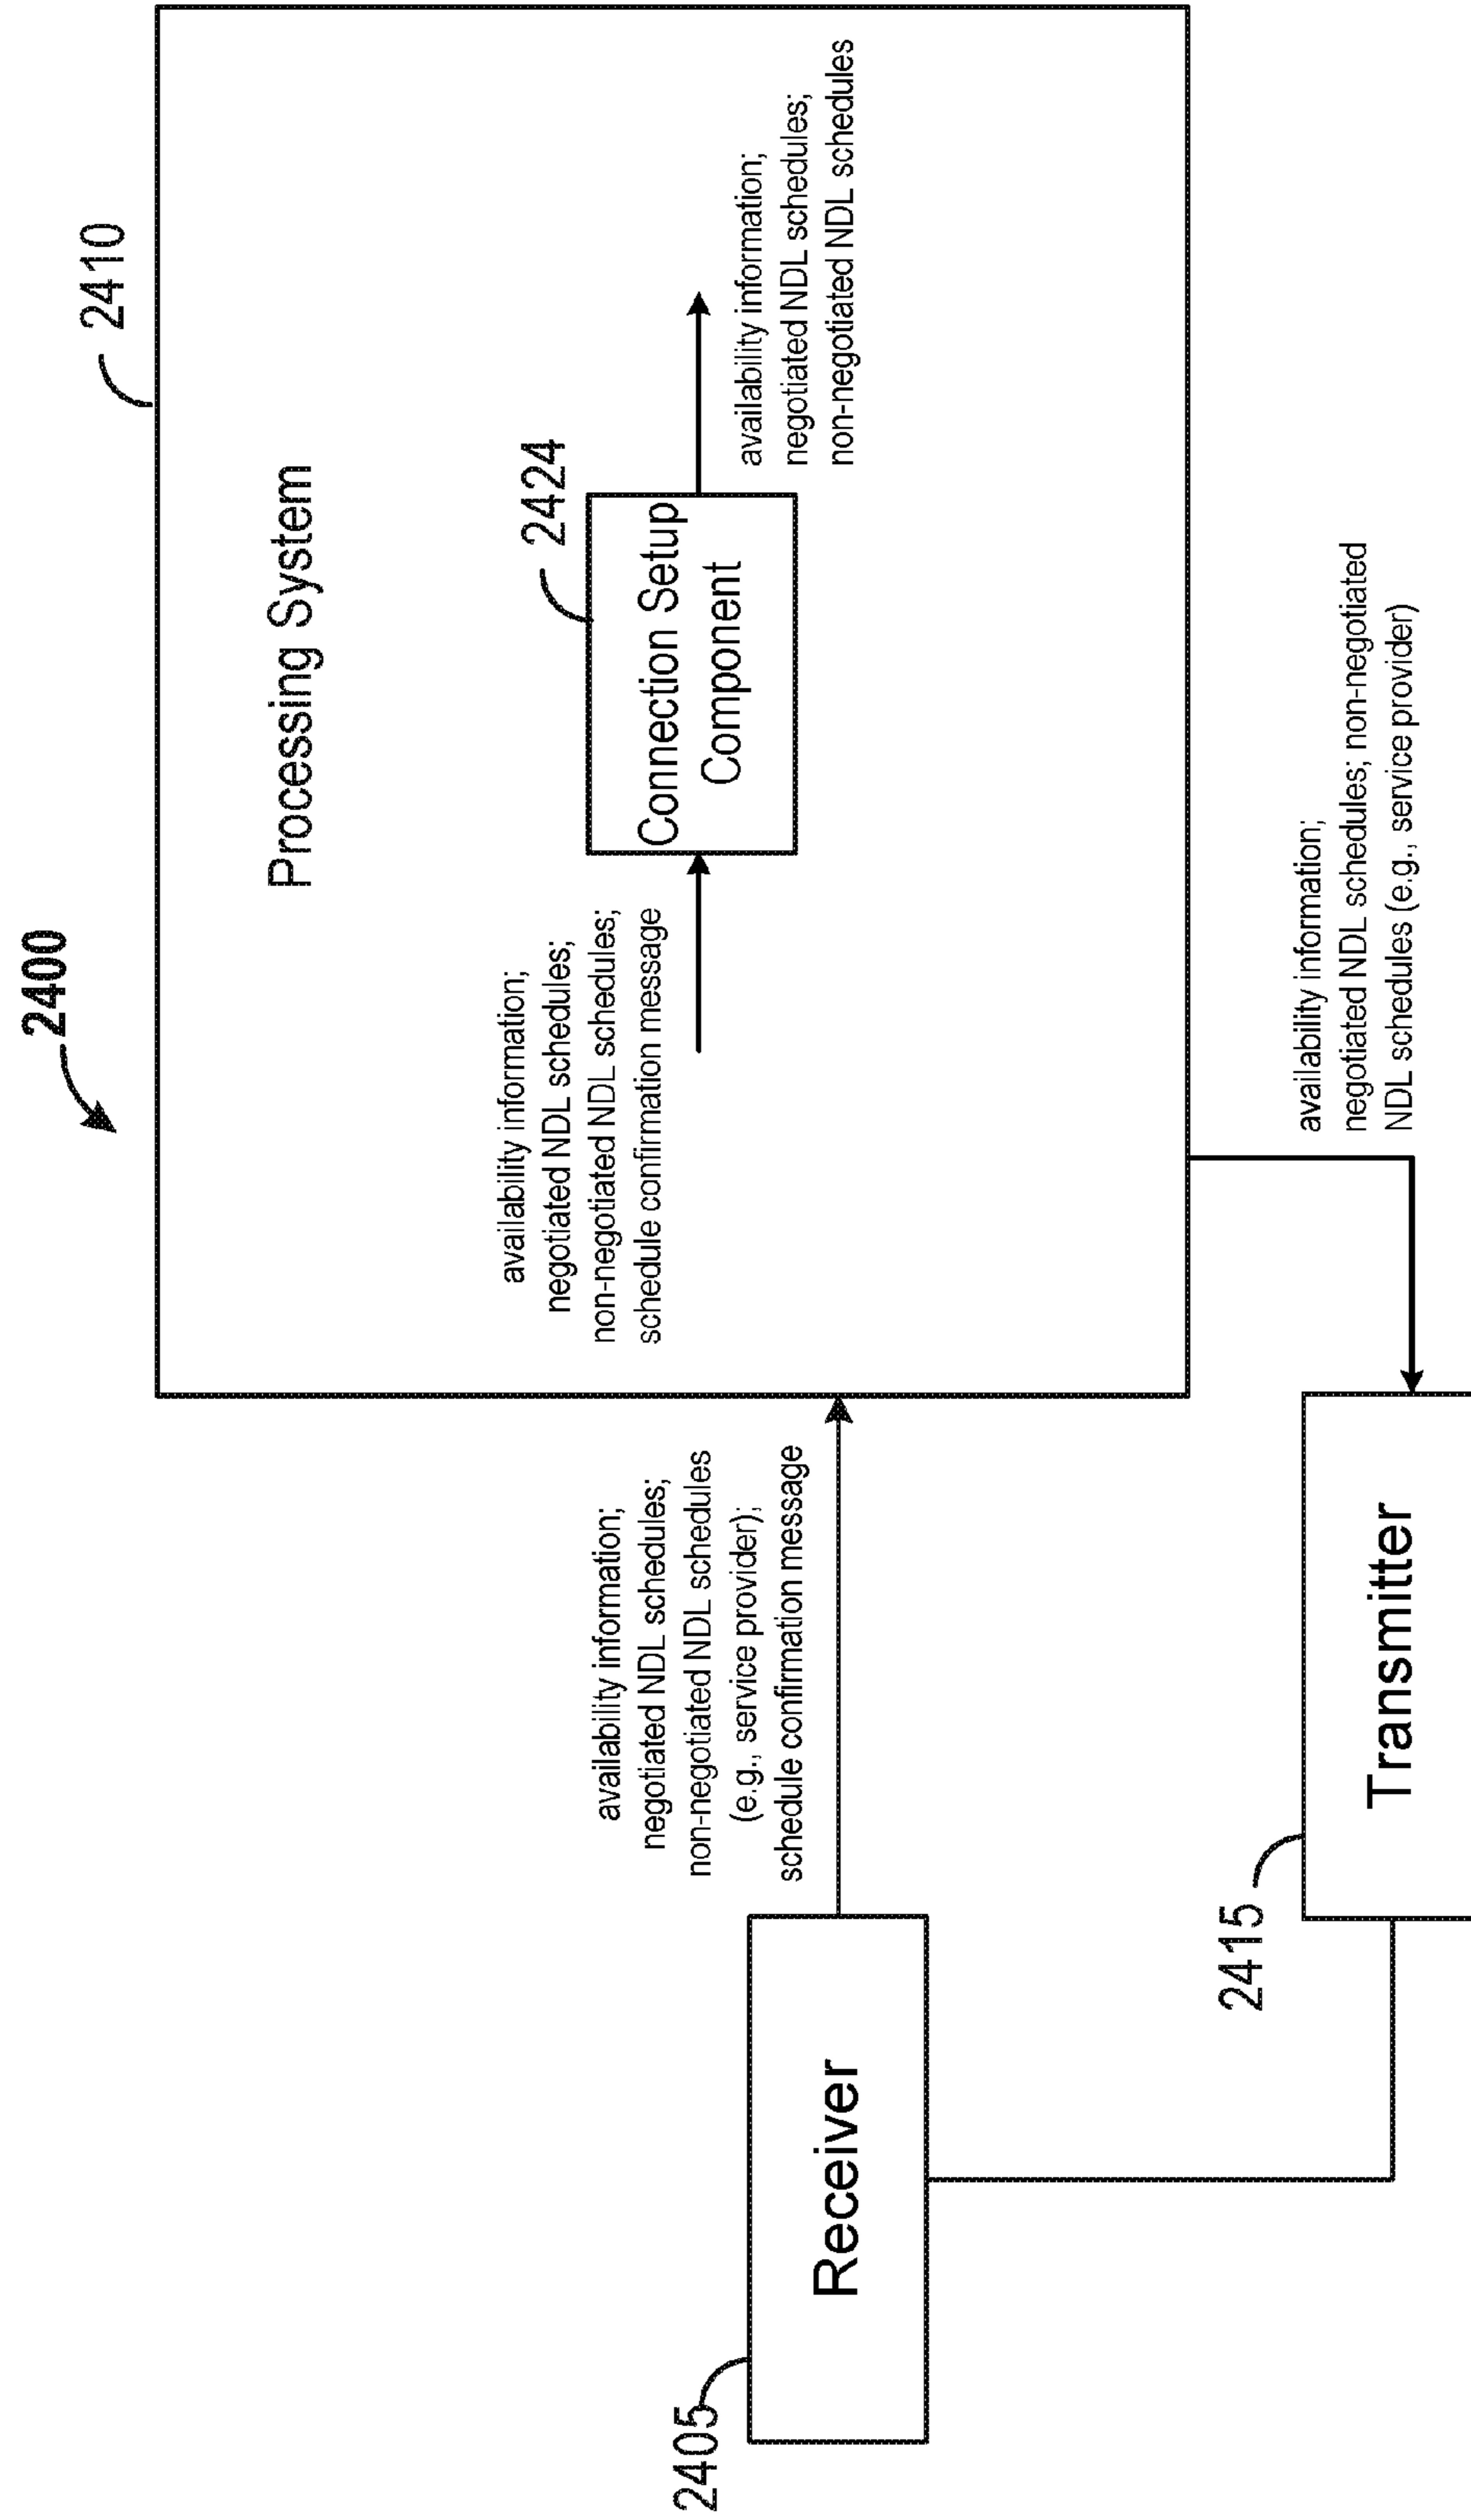 2400
2410
Processing System
availability information;
negotiated NDL schedules;
non-negotiated NDL schedules;
schedule confirmation message
2424
Connection Setup
Component
availability information;
negotiated NDL schedules;
non-negotiated NDL schedules
2405
Receiver
availability information;
negotiated NDL schedules;
non-negotiated NDL schedules
(e.g., service provider);
schedule confirmation message
2415
Transmitter
availability information;
negotiated NDL schedules; non-negotiated
NDL schedules (e.g., service provider)